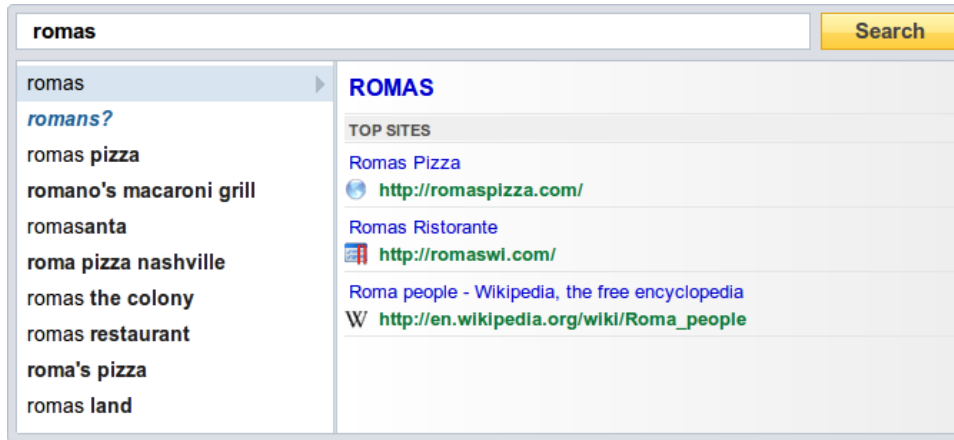 romas
Search
romas
romans?
romas pizza
romano's macaroni grill
romasanta
roma pizza nashville
romas the colony
romas restaurant
roma's pizza
romas land
ROMAS
TOP SITES
Romas Pizza
http://romaspizza.com/
Romas Ristorante
http://romaswi.com/
Roma people - Wikipedia, the free encyclopedia
W http://en.wikipedia.org/wiki/Roma_people